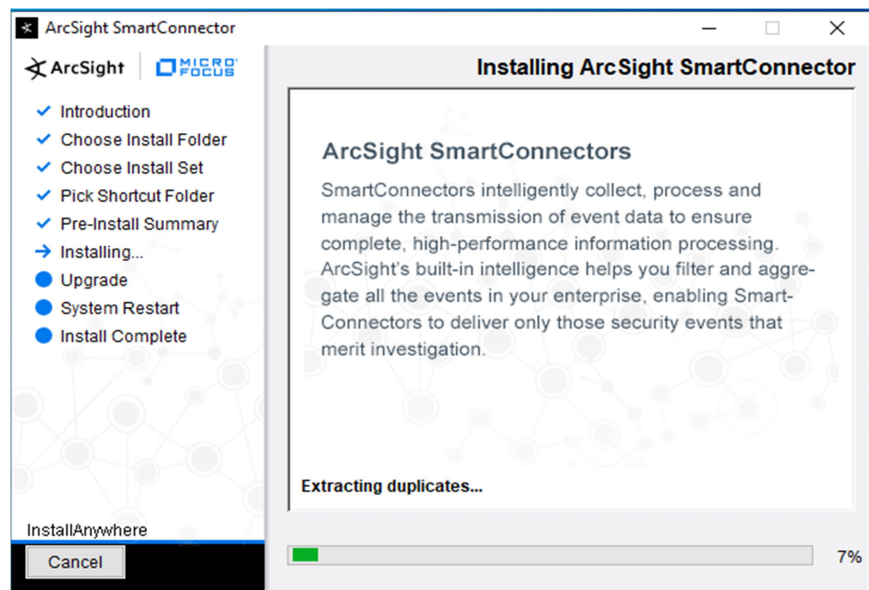 ArcSight SmartConnector
ArcSight
MICRO
FOCUS
Installing ArcSight SmartConnector
Introduction
Choose Install Folder
Choose Install Set
Pick Shortcut Folder
Pre-Install Summary
Installing...
Upgrade
System Restart
Install Complete
ArcSight SmartConnectors
SmartConnectors intelligently collect, process and
manage the transmission of event data to ensure
complete, high-performance information processing.
ArcSight's built-in intelligence helps you filter and aggre-
gate all the events in your enterprise, enabling Smart-
Connectors to deliver only those security events that
merit investigation.
Extracting duplicates...
InstallAnywhere
Cancel
7%